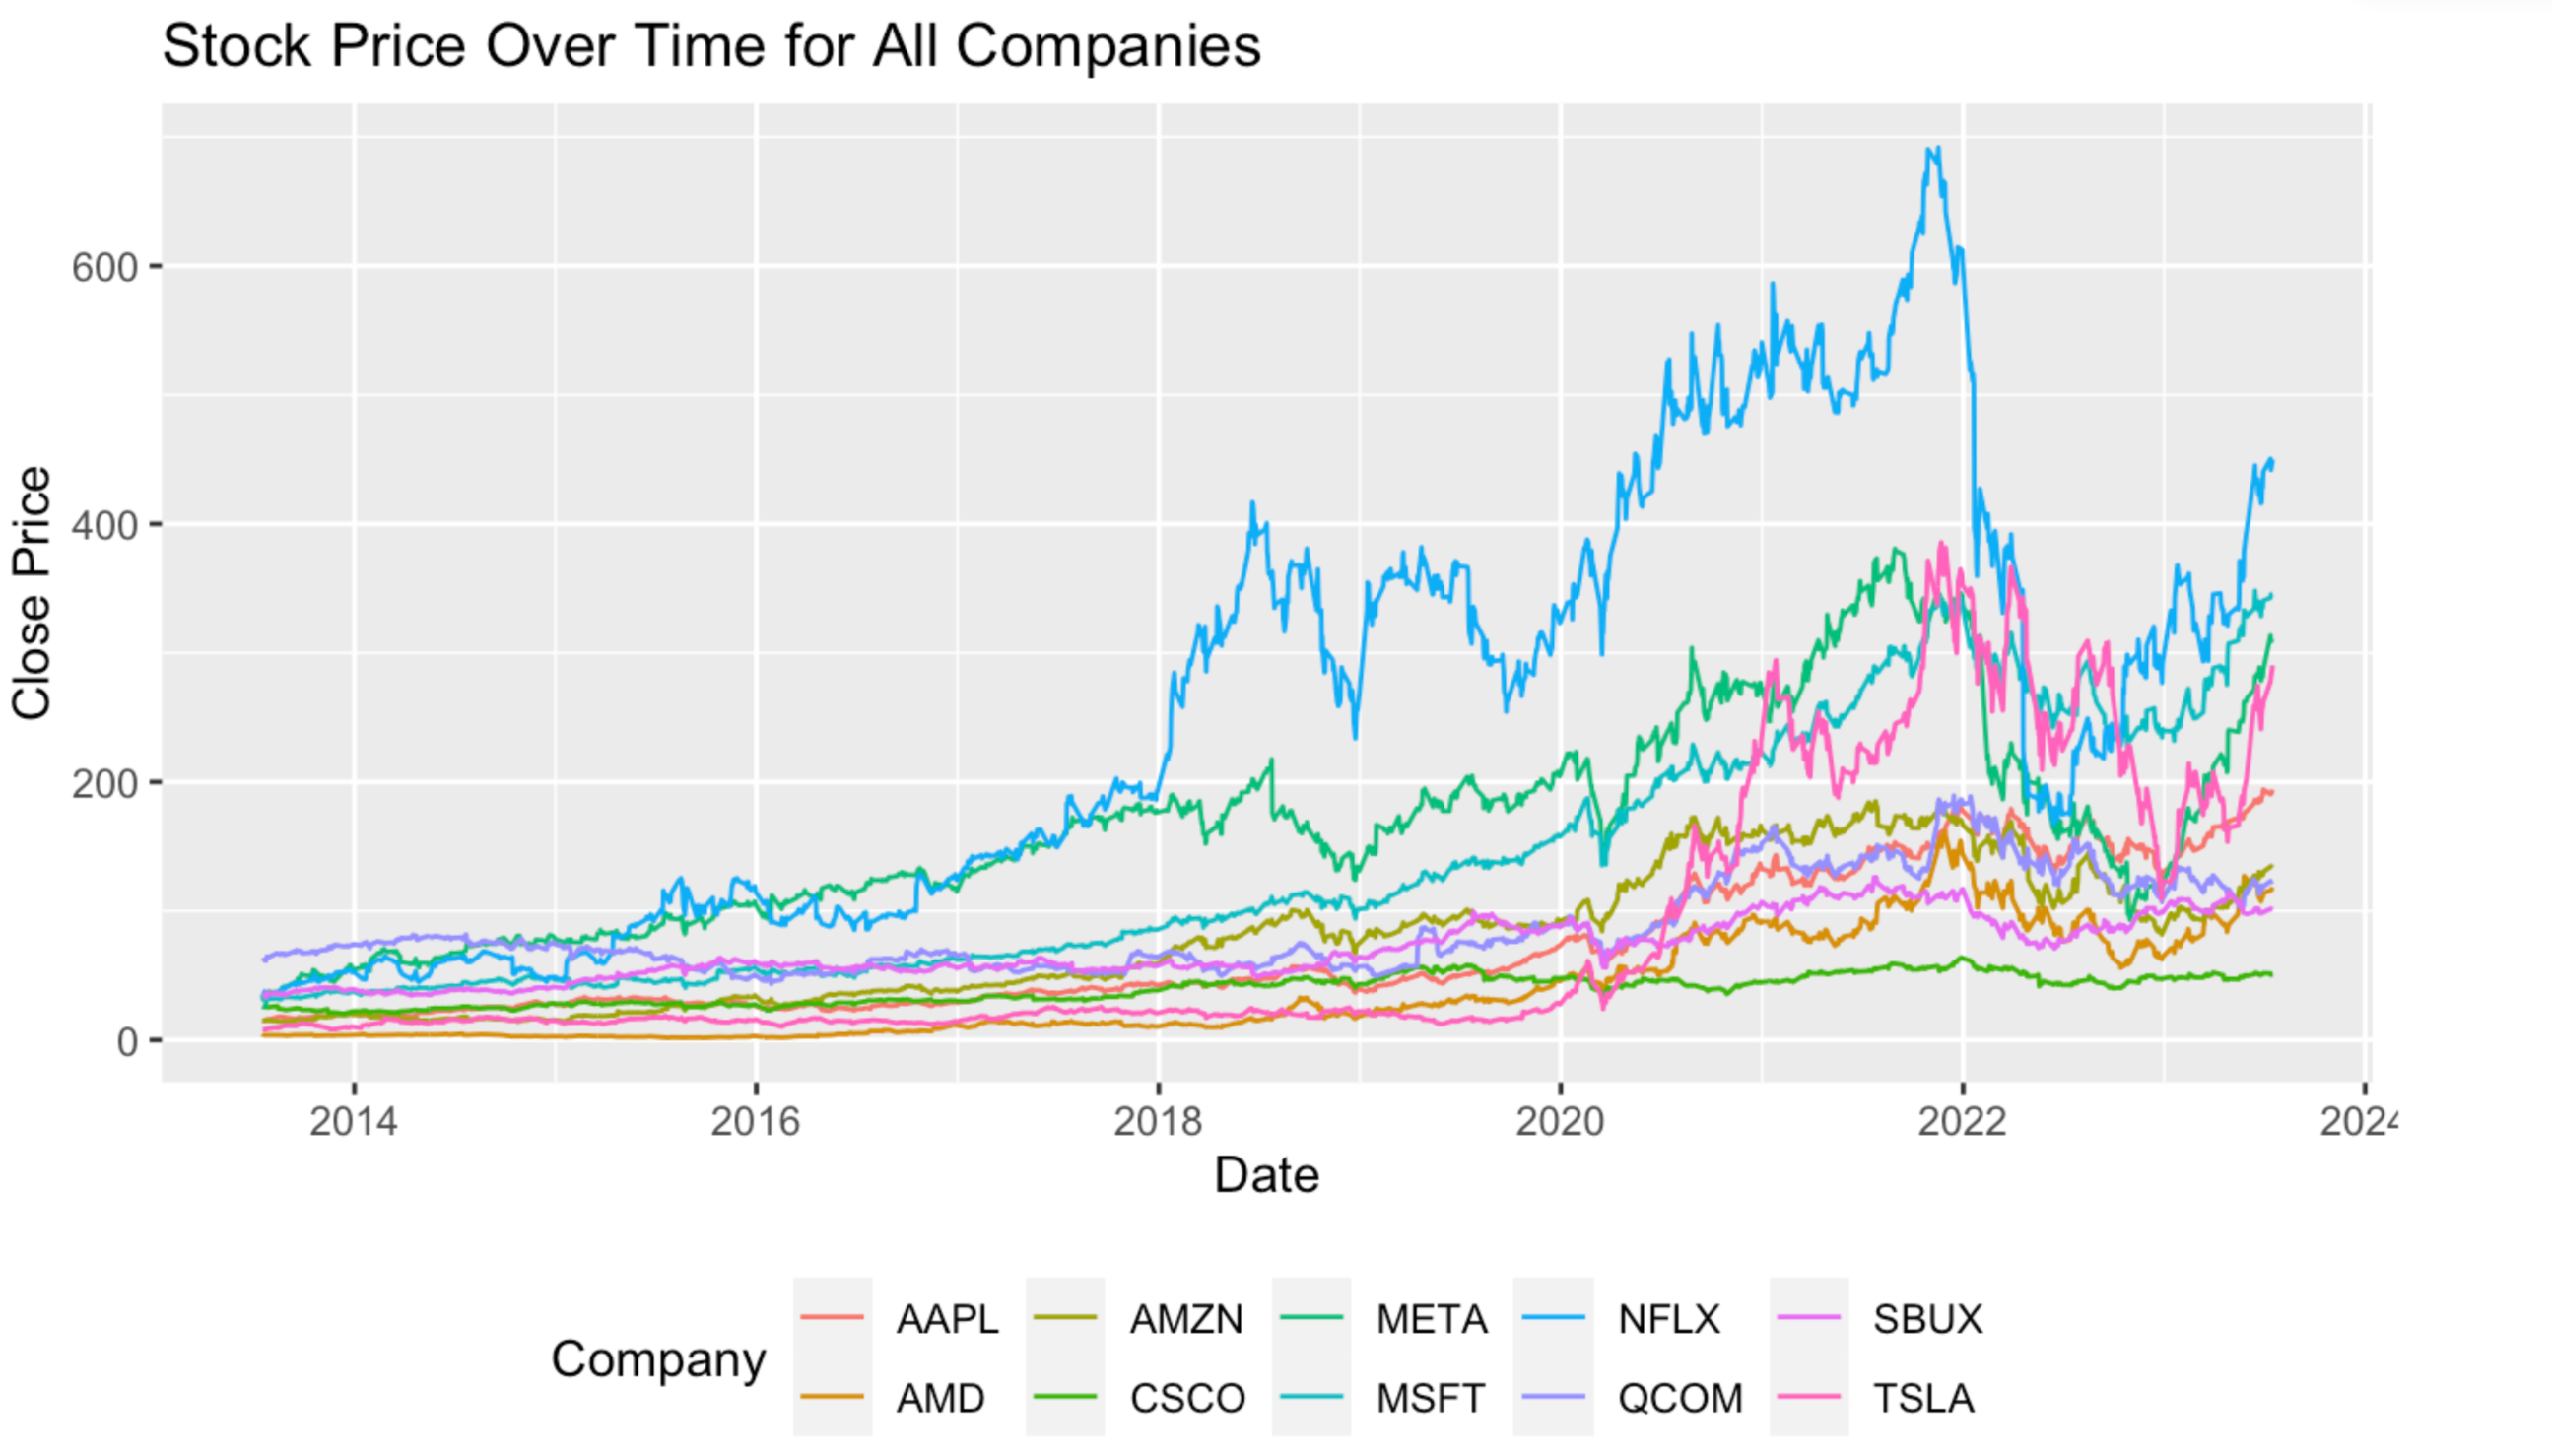 Stock Price Over Time for All Companies
Close Price
600
400
200
0
2014 2016 2018 2020 2022 2024
Date
Company
AAPL AMZN META NFLX SBUX
AMD CSCO MSFT QCOM TSLA